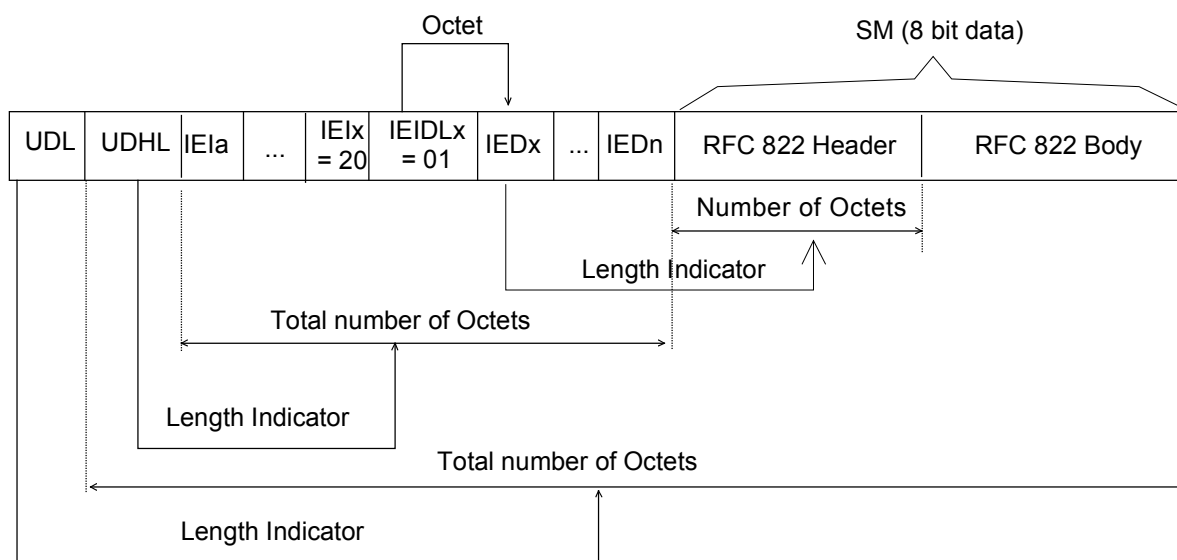 Octet
SM (8 bit data)
UDL UDHL IEIa ... IEIx = 20 IEIDLx = 01 IEDx ... IEDn RFC 822 Header RFC 822 Body
Number of Octets
Length Indicator
Total number of Octets
Length Indicator
Total number of Octets
Length Indicator